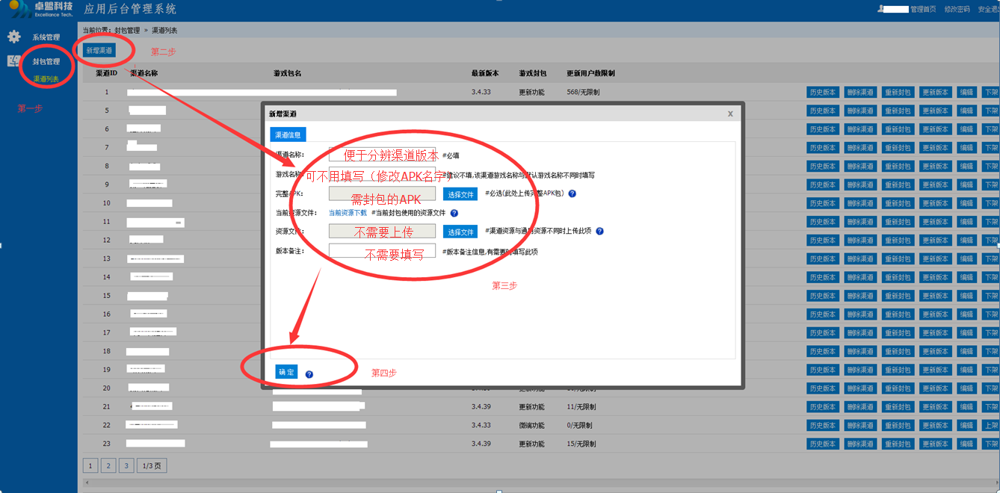 卓盟科技 应用后台管理系统
Excelliance Tech.
管理首页 修改密码 安全退
当前位置: 封包管理 » 渠道列表
系统管理
新增渠道 第二步
封包管理
渠道列表
第一步
渠道ID 渠道名称 游戏包名 最新版本 游戏封包 更新用户数限制
1 3.4.33 更新功能 568/无限制 历史版本 删除渠道 重新封包 更新版本 编辑 下架
5 历史版本 删除渠道 重新封包 更新版本 编辑 下架
6 历史版本 删除渠道 重新封包 更新版本 编辑 下架
7 历史版本 删除渠道 重新封包 更新版本 编辑 下架
8 历史版本 删除渠道 重新封包 更新版本 编辑 下架
9 历史版本 删除渠道 重新封包 更新版本 编辑 下架
10 历史版本 删除渠道 重新封包 更新版本 编辑 下架
11 历史版本 删除渠道 重新封包 更新版本 编辑 下架
12 历史版本 删除渠道 重新封包 更新版本 编辑 下架
13 历史版本 删除渠道 重新封包 更新版本 编辑 下架
14 历史版本 删除渠道 重新封包 更新版本 编辑 下架
15 历史版本 删除渠道 重新封包 更新版本 编辑 下架
16 历史版本 删除渠道 重新封包 更新版本 编辑 下架
17 历史版本 删除渠道 重新封包 更新版本 编辑 下架
18 历史版本 删除渠道 重新封包 更新版本 编辑 下架
19 历史版本 删除渠道 重新封包 更新版本 编辑 下架
20 历史版本 删除渠道 重新封包 更新版本 编辑 下架
21 3.4.39 更新功能 11/无限制 历史版本 删除渠道 重新封包 更新版本 编辑 下架
22 3.4.33 微端功能 0/无限制 历史版本 删除渠道 重新封包 更新版本 编辑 上架
23 3.4.39 更新功能 15/无限制 历史版本 删除渠道 重新封包 更新版本 编辑 下架
1 2 3 1/3 页
新增渠道 x
渠道信息
渠道名称: 便于分辨渠道版本 #必填
游戏名称: 可不用填写（修改APK名字） #建议不填,该渠道游戏名称与默认游戏名称不同时填写
完整APK: 需封包的APK 选择文件 #必选(此处上传完整APK包) ?
当前资源文件: 当前资源下载 #当前封包使用的资源文件 ?
资源文件: 不需要上传 选择文件 #渠道资源与通用资源不同时上传此项 ?
版本备注: 不需要填写 #版本备注信息,有需要时填写此项
第三步
确 定 ? 第四步